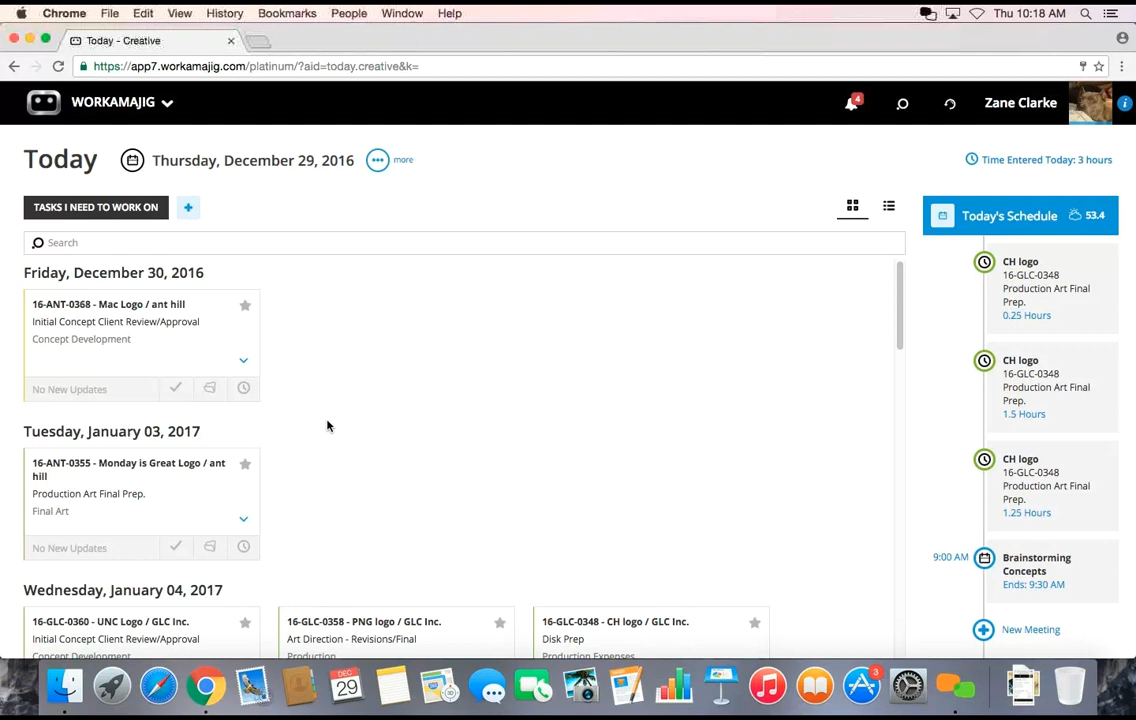 Chrome File Edit View History Bookmarks People Window Help Thu 10:18 AM
Today - Creative
https://app7.workamajig.com/platinum/?aid=today.creative&k=
WORKAMAJIG 4 Zane Clarke i
Today Thursday, December 29, 2016 more Time Entered Today: 3 hours
TASKS I NEED TO WORK ON +
Search
Friday, December 30, 2016
16-ANT-0368 - Mac Logo / ant hill
Initial Concept Client Review/Approval
Concept Development
No New Updates
Tuesday, January 03, 2017
16-ANT-0355 - Monday is Great Logo / ant
hill
Production Art Final Prep.
Final Art
No New Updates
Wednesday, January 04, 2017
16-GLC-0360 - UNC Logo / GLC Inc.
Initial Concept Client Review/Approval
Concept Development
16-GLC-0358 - PNG logo / GLC Inc.
Art Direction - Revisions/Final
Production
16-GLC-0348 - CH logo / GLC Inc.
Disk Prep
Production Expenses
Today's Schedule 53.4
CH logo
16-GLC-0348
Production Art Final
Prep.
0.25 Hours
CH logo
16-GLC-0348
Production Art Final
Prep.
1.5 Hours
CH logo
16-GLC-0348
Production Art Final
Prep.
1.25 Hours
9:00 AM Brainstorming
Concepts
Ends: 9:30 AM
New Meeting
DEC
29
3